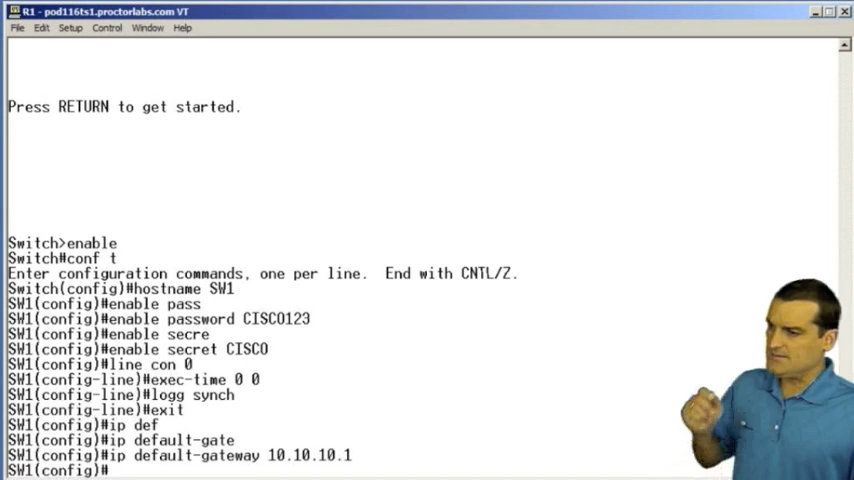 R1 - pod116ts1.proctorlabs.com VT
File Edit Setup Control Window Help
Press RETURN to get started.
Switch>enable
Switch#conf t
Enter configuration commands, one per line.  End with CNTL/Z.
Switch(config)#hostname SW1
SW1(config)#enable pass
SW1(config)#enable password CISCO123
SW1(config)#enable secre
SW1(config)#enable secret CISCO
SW1(config)#line con 0
SW1(config-line)#exec-time 0 0
SW1(config-line)#logg synch
SW1(config-line)#exit
SW1(config)#ip def
SW1(config)#ip default-gate
SW1(config)#ip default-gateway 10.10.10.1
SW1(config)#